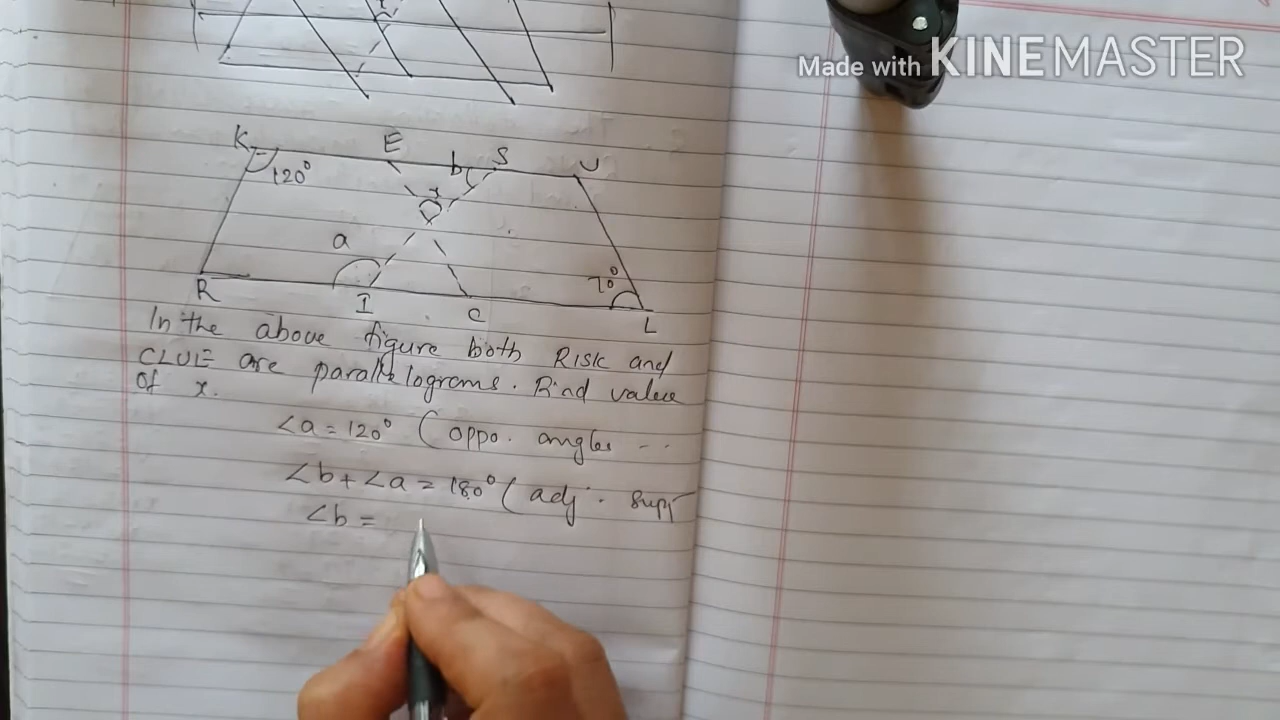 Made with KINEMASTER
K E b S U
120°
x
a
70°
R I C L
In the above figure both RISK and
CLUE are parallelograms. Find value
of x.
∠a = 120° (oppo. angles --
∠b + ∠a = 180° (adj. supp
∠b =